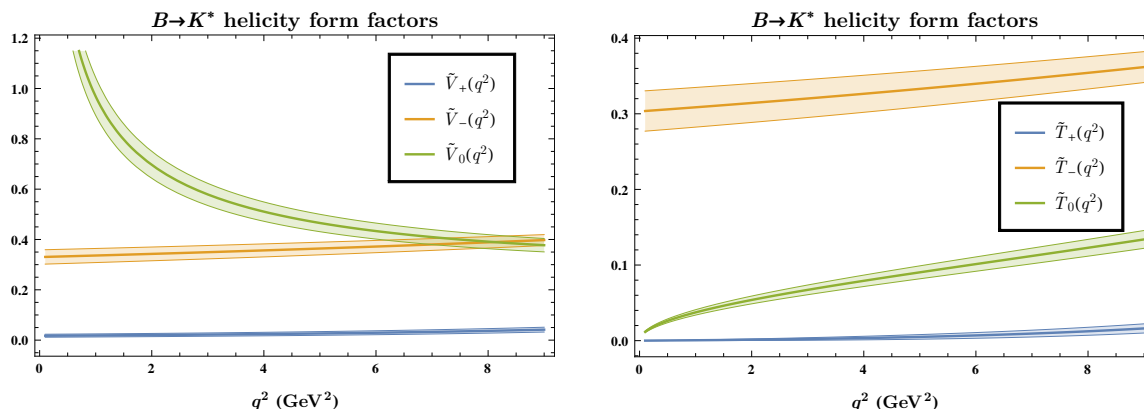 B→K* helicity form factors
1.2
1.0
0.8
0.6
0.4
0.2
0.0
0 2 4 6 8
q² (GeV²)
Ṽ₊(q²)
Ṽ₋(q²)
Ṽ₀(q²)
B→K* helicity form factors
0.4
0.3
0.2
0.1
0.0
0 2 4 6 8
q² (GeV²)
T̃₊(q²)
T̃₋(q²)
T̃₀(q²)